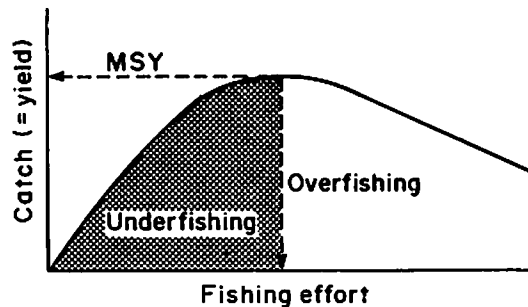 MSY
Catch (=yield)
Overfishing
Underfishing
Fishing effort